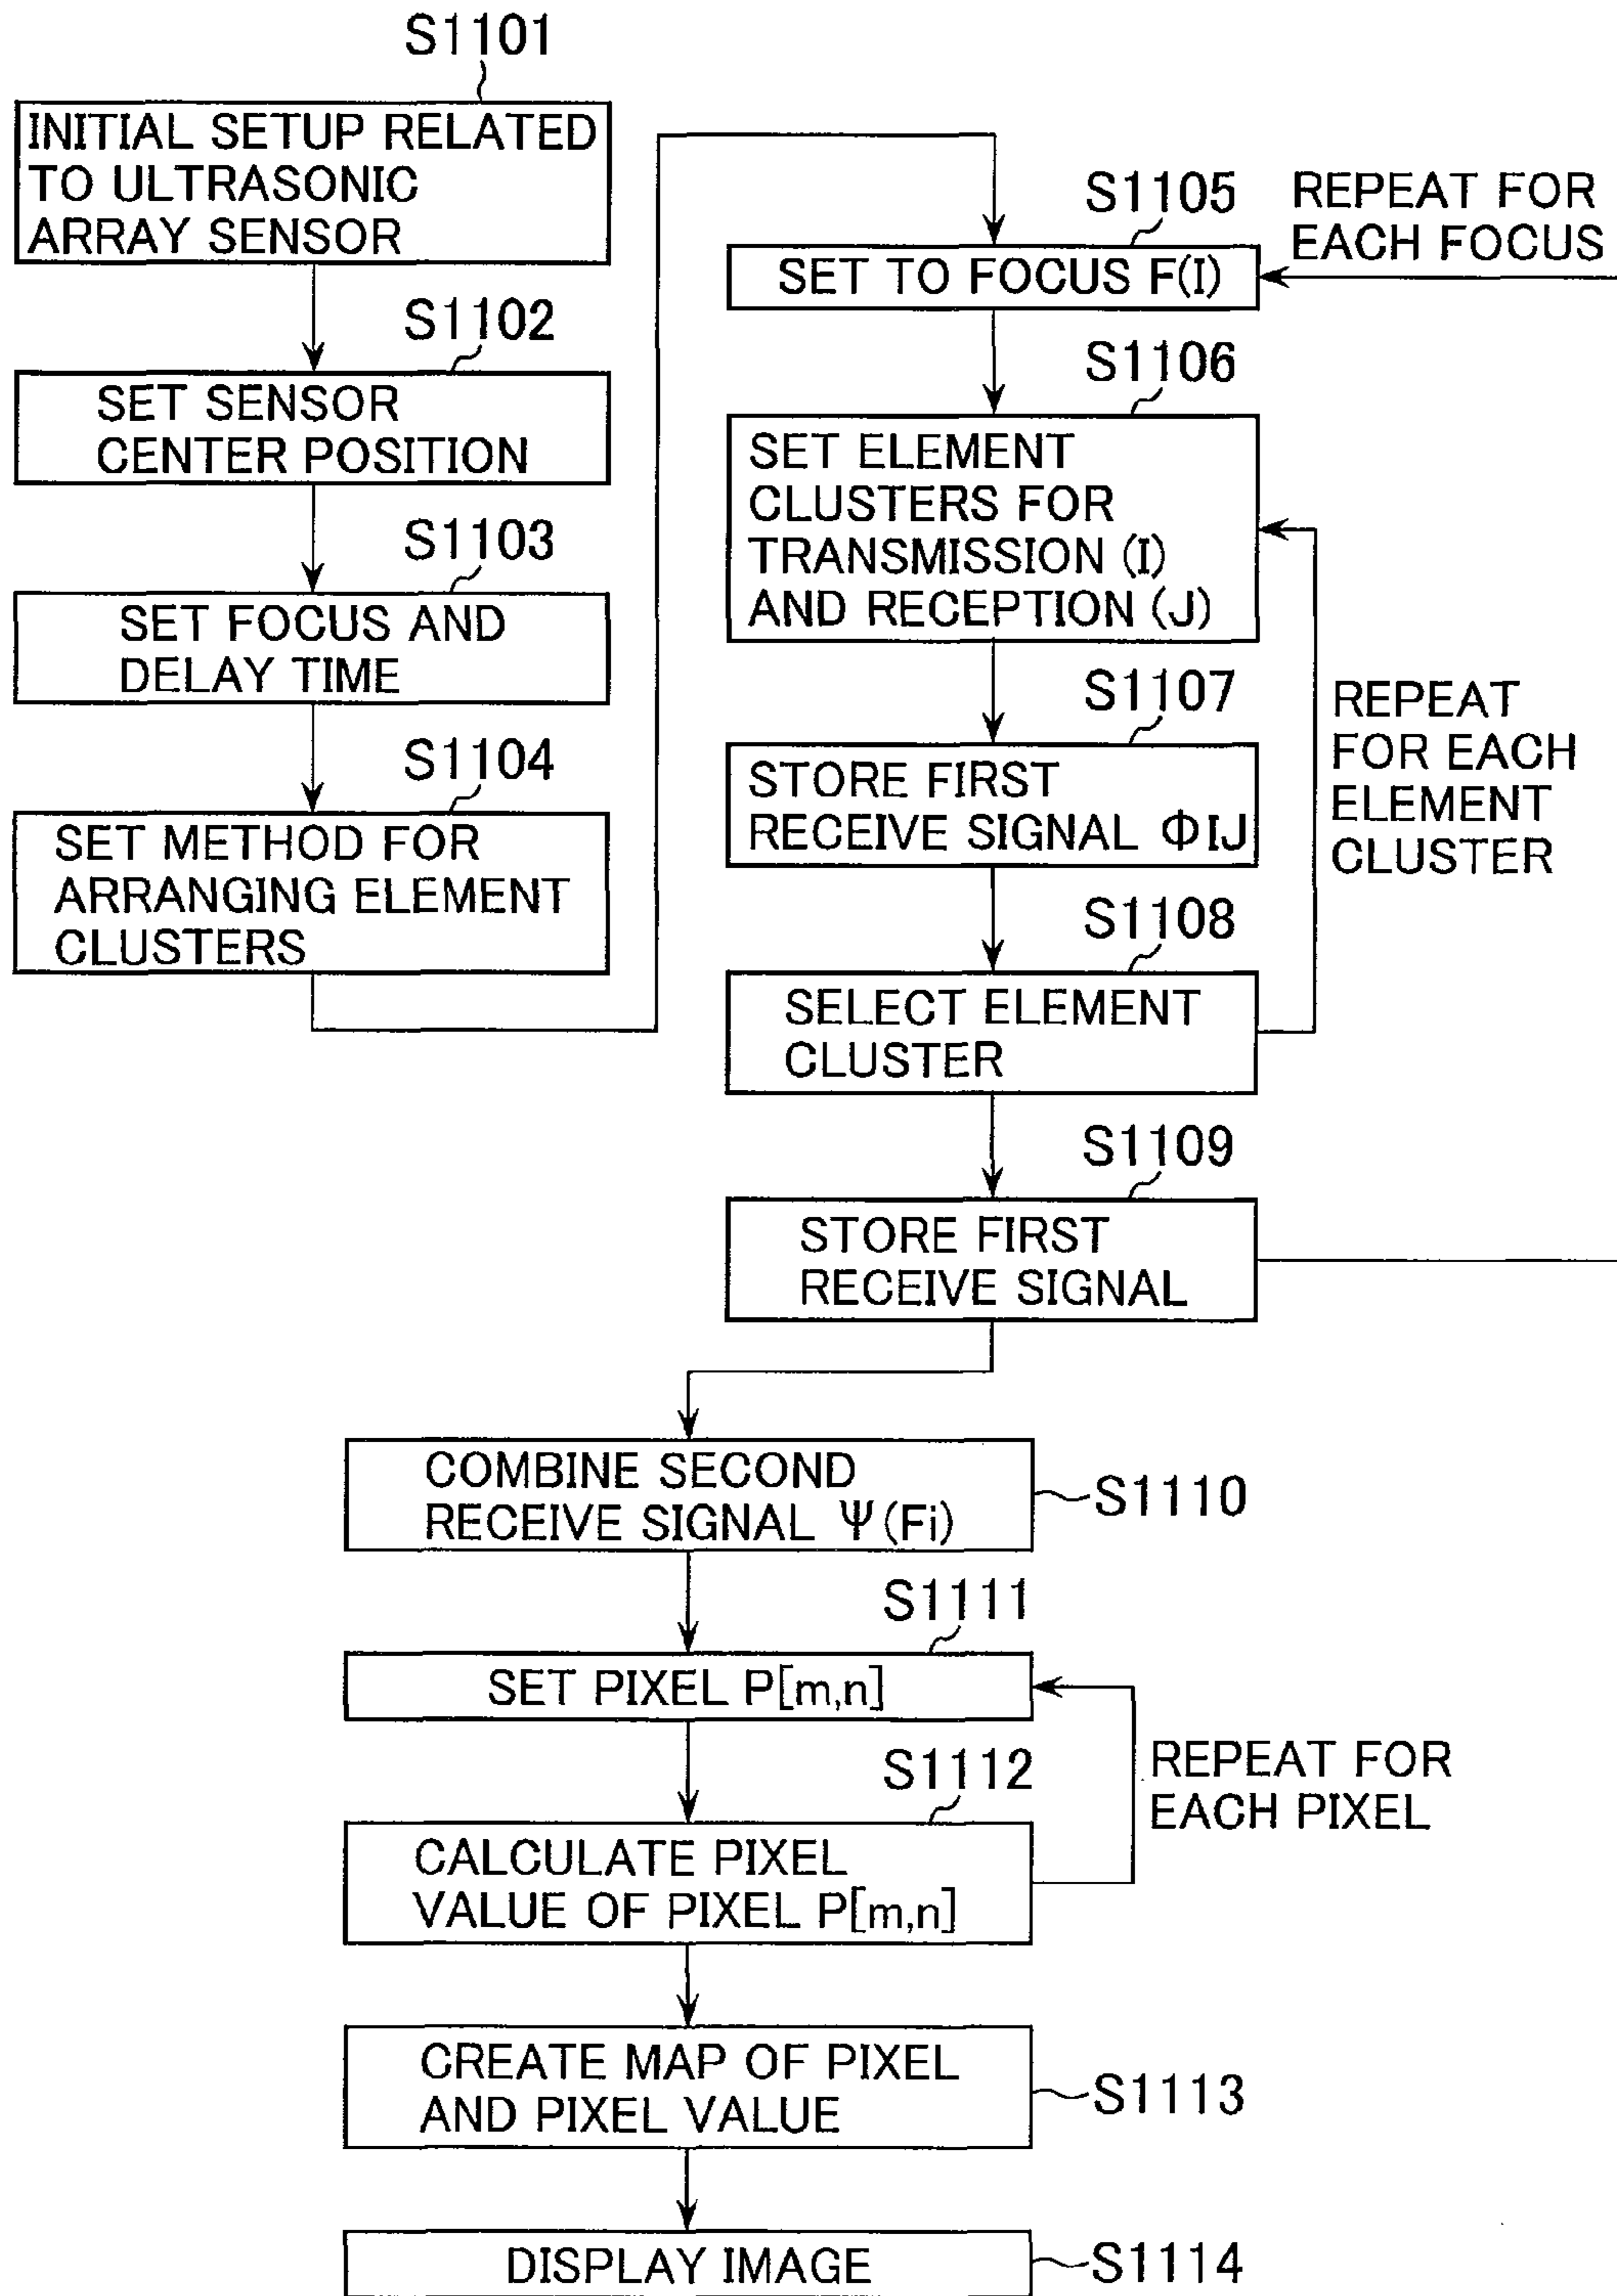 S1101
INITIAL SETUP RELATED
TO ULTRASONIC
ARRAY SENSOR
S1102
SET SENSOR
CENTER POSITION
S1103
SET FOCUS AND
DELAY TIME
S1104
SET METHOD FOR
ARRANGING ELEMENT
CLUSTERS
S1105
SET TO FOCUS F(I)
REPEAT FOR
EACH FOCUS
S1106
SET ELEMENT
CLUSTERS FOR
TRANSMISSION (I)
AND RECEPTION (J)
S1107
STORE FIRST
RECEIVE SIGNAL ΦIJ
REPEAT
FOR EACH
ELEMENT
CLUSTER
S1108
SELECT ELEMENT
CLUSTER
S1109
STORE FIRST
RECEIVE SIGNAL
COMBINE SECOND
RECEIVE SIGNAL Ψ(Fi)
S1110
S1111
SET PIXEL P[m,n]
S1112
CALCULATE PIXEL
VALUE OF PIXEL P[m,n]
REPEAT FOR
EACH PIXEL
CREATE MAP OF PIXEL
AND PIXEL VALUE
S1113
DISPLAY IMAGE
S1114